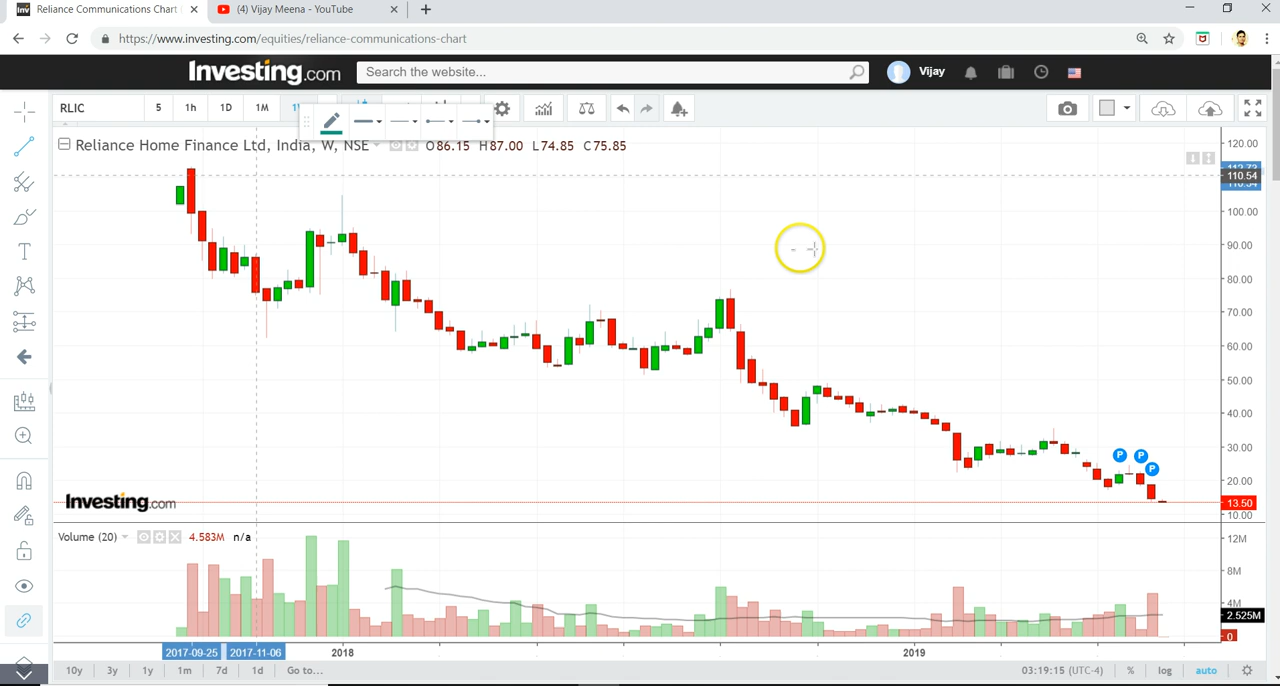 Reliance Communications Chart
(4) Vijay Meena - YouTube
https://www.investing.com/equities/reliance-communications-chart
Investing.com
Search the website...
Vijay
RLIC 5 1h 1D 1M
Reliance Home Finance Ltd, India, W, NSE O86.15 H87.00 L74.85 C75.85
120.00
110.54
100.00
90.00
80.00
70.00
60.00
50.00
40.00
30.00
P P
P
20.00
Investing.com
13.50
10.00
Volume (20) 4.583M n/a
12M
8M
4M
2.525M
0
2017-09-25 2017-11-06 2018 2019
10y 3y 1y 1m 7d 1d Go to... 03:19:15 (UTC-4) % log auto